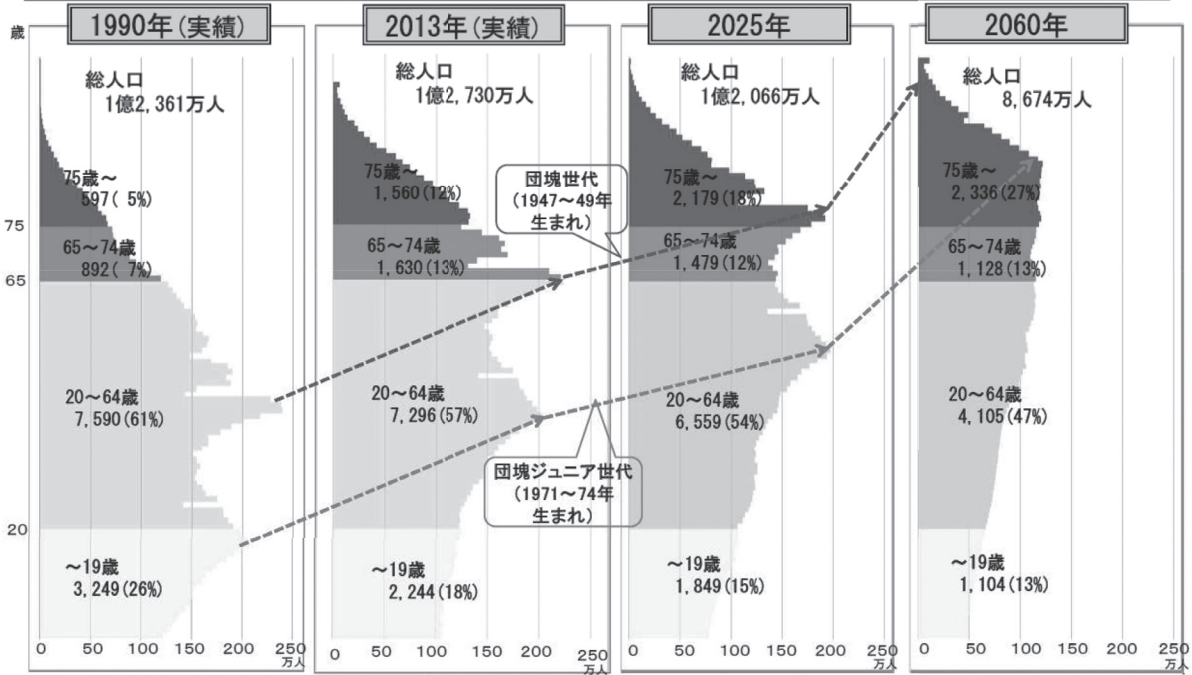 歳
1990年(実績)
総人口
1億2,361万人
75歳～
597( 5%)
65～74歳
892( 7%)
20～64歳
7,590(61%)
～19歳
3,249(26%)
75
65
20
0 50 100 150 200 250
万人
2013年(実績)
総人口
1億2,730万人
75歳～
1,560(12%)
65～74歳
1,630(13%)
20～64歳
7,296(57%)
～19歳
2,244(18%)
0 50 100 150 200 250
万人
団塊世代
(1947～49年
生まれ)
団塊ジュニア世代
(1971～74年
生まれ)
2025年
総人口
1億2,066万人
75歳～
2,179(18%)
65～74歳
1,479(12%)
20～64歳
6,559(54%)
～19歳
1,849(15%)
0 50 100 150 200 250
万人
2060年
総人口
8,674万人
75歳～
2,336(27%)
65～74歳
1,128(13%)
20～64歳
4,105(47%)
～19歳
1,104(13%)
0 50 100 150 200 250
万人